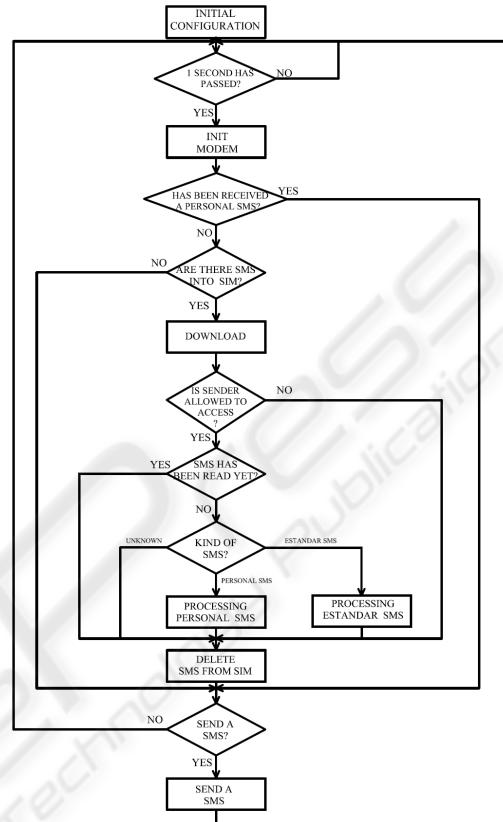 INITIAL
CONFIGURATION
1 SECOND HAS
PASSED?
NO
YES
INIT
MODEM
HAS BEEN RECEIVED
A PERSONAL SMS?
YES
NO
NO
ARE THERE SMS
INTO SIM?
YES
DOWNLOAD
IS SENDER
ALLOWED TO
ACCESS
?
NO
YES
YES
SMS HAS
BEEN READ YET?
NO
UNKNOWN
KIND OF
SMS?
ESTANDAR SMS
PERSONAL SMS
PROCESSING
PERSONAL SMS
PROCESSING
ESTANDAR SMS
DELETE
SMS FROM SIM
NO
SEND A
SMS?
YES
SEND A
SMS